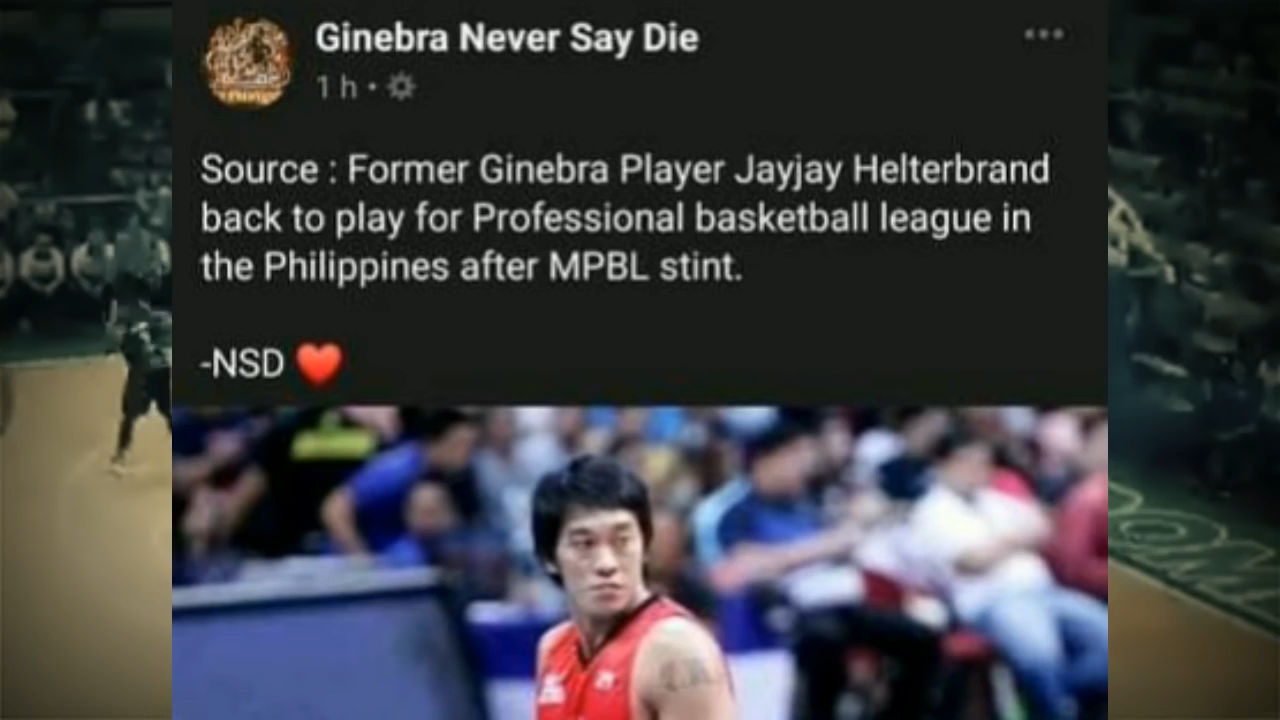 Ginebra Never Say Die
1 h •
Source : Former Ginebra Player Jayjay Helterbrand
back to play for Professional basketball league in
the Philippines after MPBL stint.
-NSD ❤️